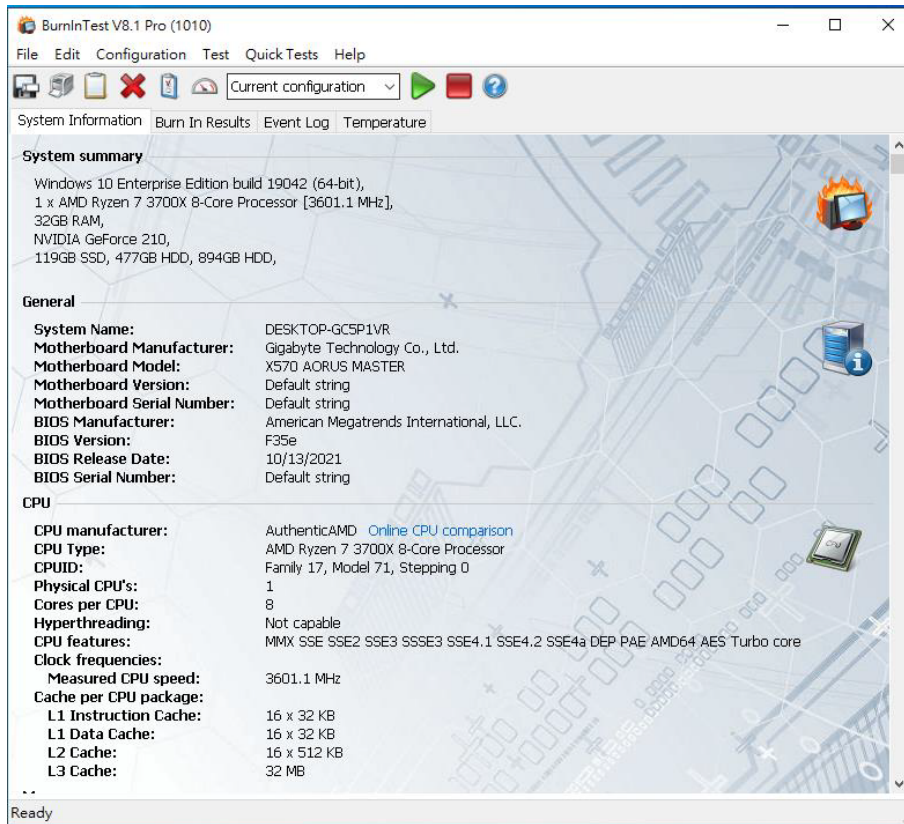 BurnInTest V8.1 Pro (1010)
File Edit Configuration Test Quick Tests Help
Current configuration
System Information Burn In Results Event Log Temperature
System summary
Windows 10 Enterprise Edition build 19042 (64-bit),
1 x AMD Ryzen 7 3700X 8-Core Processor [3601.1 MHz],
32GB RAM,
NVIDIA GeForce 210,
119GB SSD, 477GB HDD, 894GB HDD,
General
System Name: DESKTOP-GC5P1VR
Motherboard Manufacturer: Gigabyte Technology Co., Ltd.
Motherboard Model: X570 AORUS MASTER
Motherboard Version: Default string
Motherboard Serial Number: Default string
BIOS Manufacturer: American Megatrends International, LLC.
BIOS Version: F35e
BIOS Release Date: 10/13/2021
BIOS Serial Number: Default string
CPU
CPU manufacturer: AuthenticAMD Online CPU comparison
CPU Type: AMD Ryzen 7 3700X 8-Core Processor
CPUID: Family 17, Model 71, Stepping 0
Physical CPU's: 1
Cores per CPU: 8
Hyperthreading: Not capable
CPU features: MMX SSE SSE2 SSE3 SSSE3 SSE4.1 SSE4.2 SSE4a DEP PAE AMD64 AES Turbo core
Clock frequencies:
Measured CPU speed: 3601.1 MHz
Cache per CPU package:
L1 Instruction Cache: 16 x 32 KB
L1 Data Cache: 16 x 32 KB
L2 Cache: 16 x 512 KB
L3 Cache: 32 MB
Ready